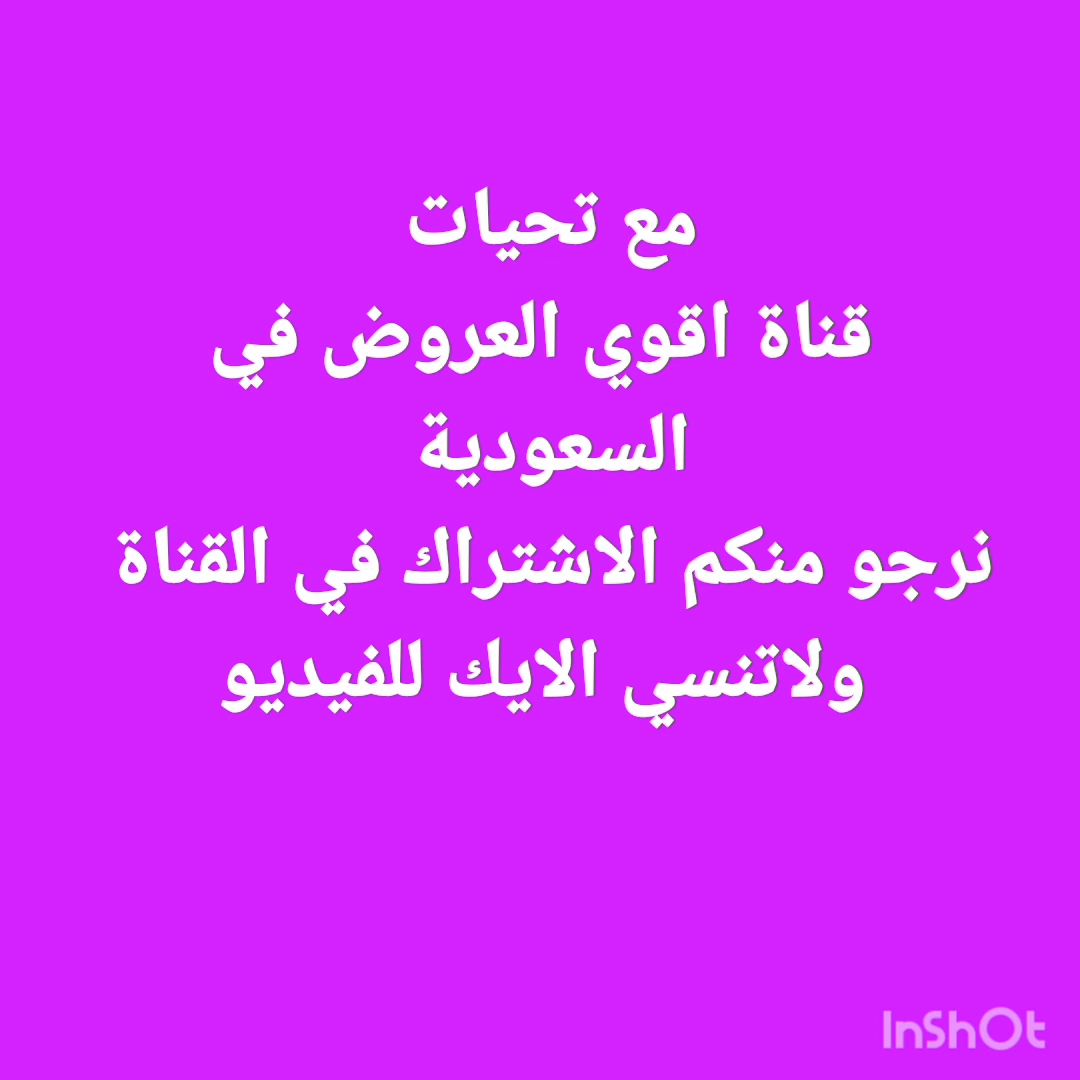 مع تحيات
قناة اقوي العروض في
السعودية
نرجو منكم الاشتراك في القناة
ولاتنسي الايك للفيديو
InShOt